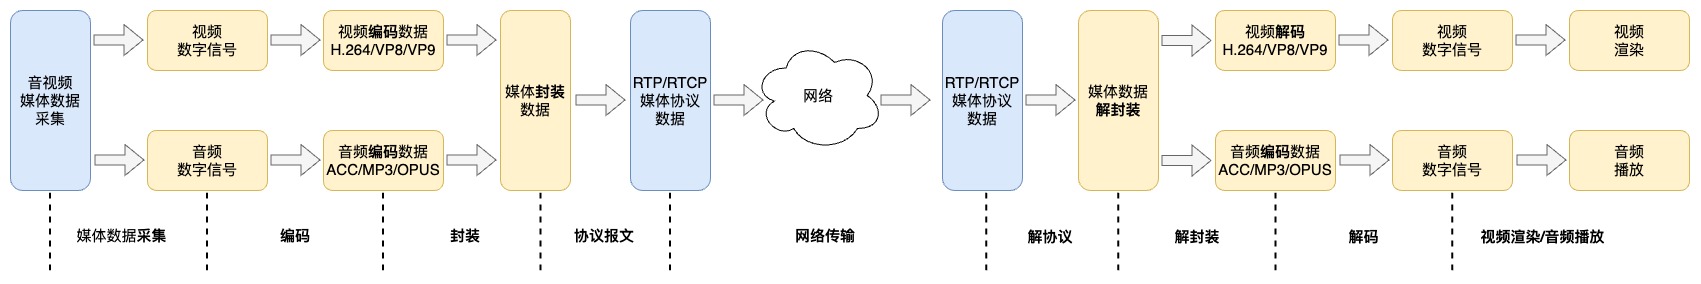 音视频
媒体数据
采集
视频
数字信号
视频编码数据
H.264/VP8/VP9
音频
数字信号
音频编码数据
ACC/MP3/OPUS
媒体封装
数据
RTP/RTCP
媒体协议
数据
网络
RTP/RTCP
媒体协议
数据
媒体数据
解封装
视频解码
H.264/VP8/VP9
视频
数字信号
视频
渲染
音频编码数据
ACC/MP3/OPUS
音频
数字信号
音频
播放
媒体数据采集
编码
封装
协议报文
网络传输
解协议
解封装
解码
视频渲染/音频播放